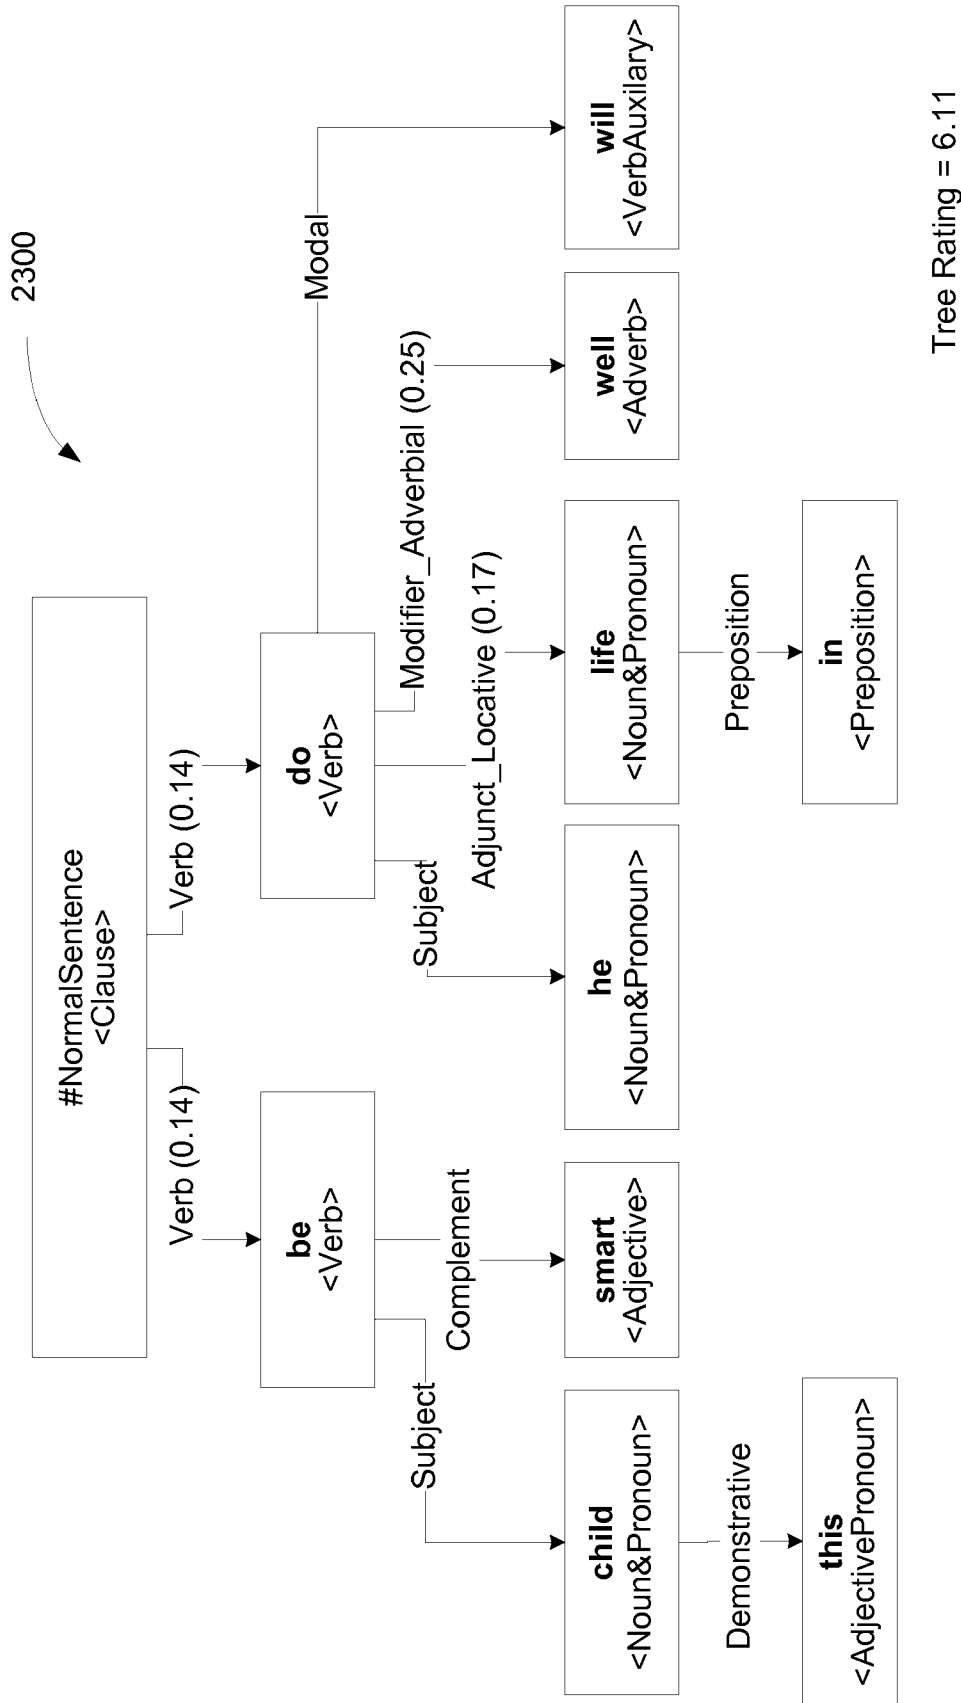 2300
#NormalSentence
<Clause>
Verb (0.14)
Verb (0.14)
be
<Verb>
do
<Verb>
Subject
Complement
Subject
Adjunct_Locative (0.17)
Modifier_Adverbial (0.25)
Modal
child
<Noun&Pronoun>
smart
<Adjective>
he
<Noun&Pronoun>
life
<Noun&Pronoun>
well
<Adverb>
will
<VerbAuxilary>
Demonstrative
Preposition
this
<AdjectivePronoun>
in
<Preposition>
Tree Rating = 6.11